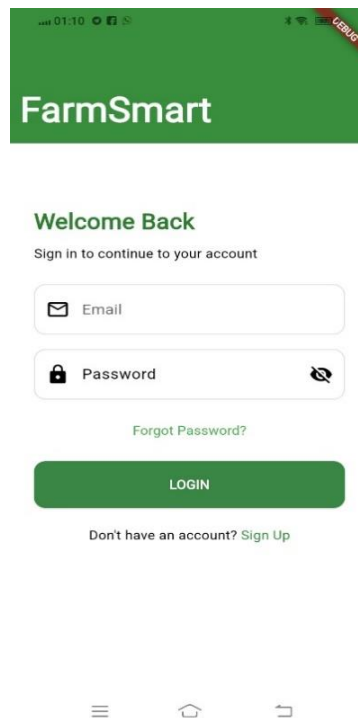 01:10
DEBUG
FarmSmart
Welcome Back
Sign in to continue to your account
Email
Password
Forgot Password?
LOGIN
Don't have an account? Sign Up